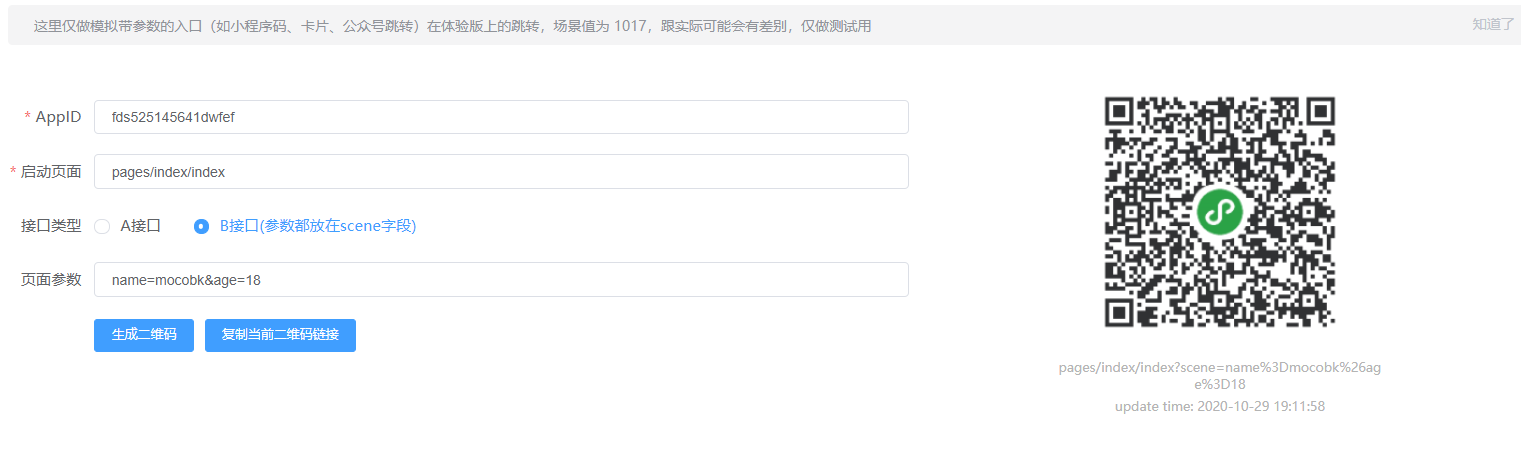 这里仅做模拟带参数的入口（如小程序码、卡片、公众号跳转）在体验版上的跳转，场景值为 1017，跟实际可能会有差别，仅做测试用
知道了
* AppID
fds525145641dwfef
* 启动页面
pages/index/index
接口类型
A接口
B接口(参数都放在scene字段)
页面参数
name=mocobk&age=18
生成二维码
复制当前二维码链接
pages/index/index?scene=name%3Dmocobk%26ag
e%3D18
update time: 2020-10-29 19:11:58